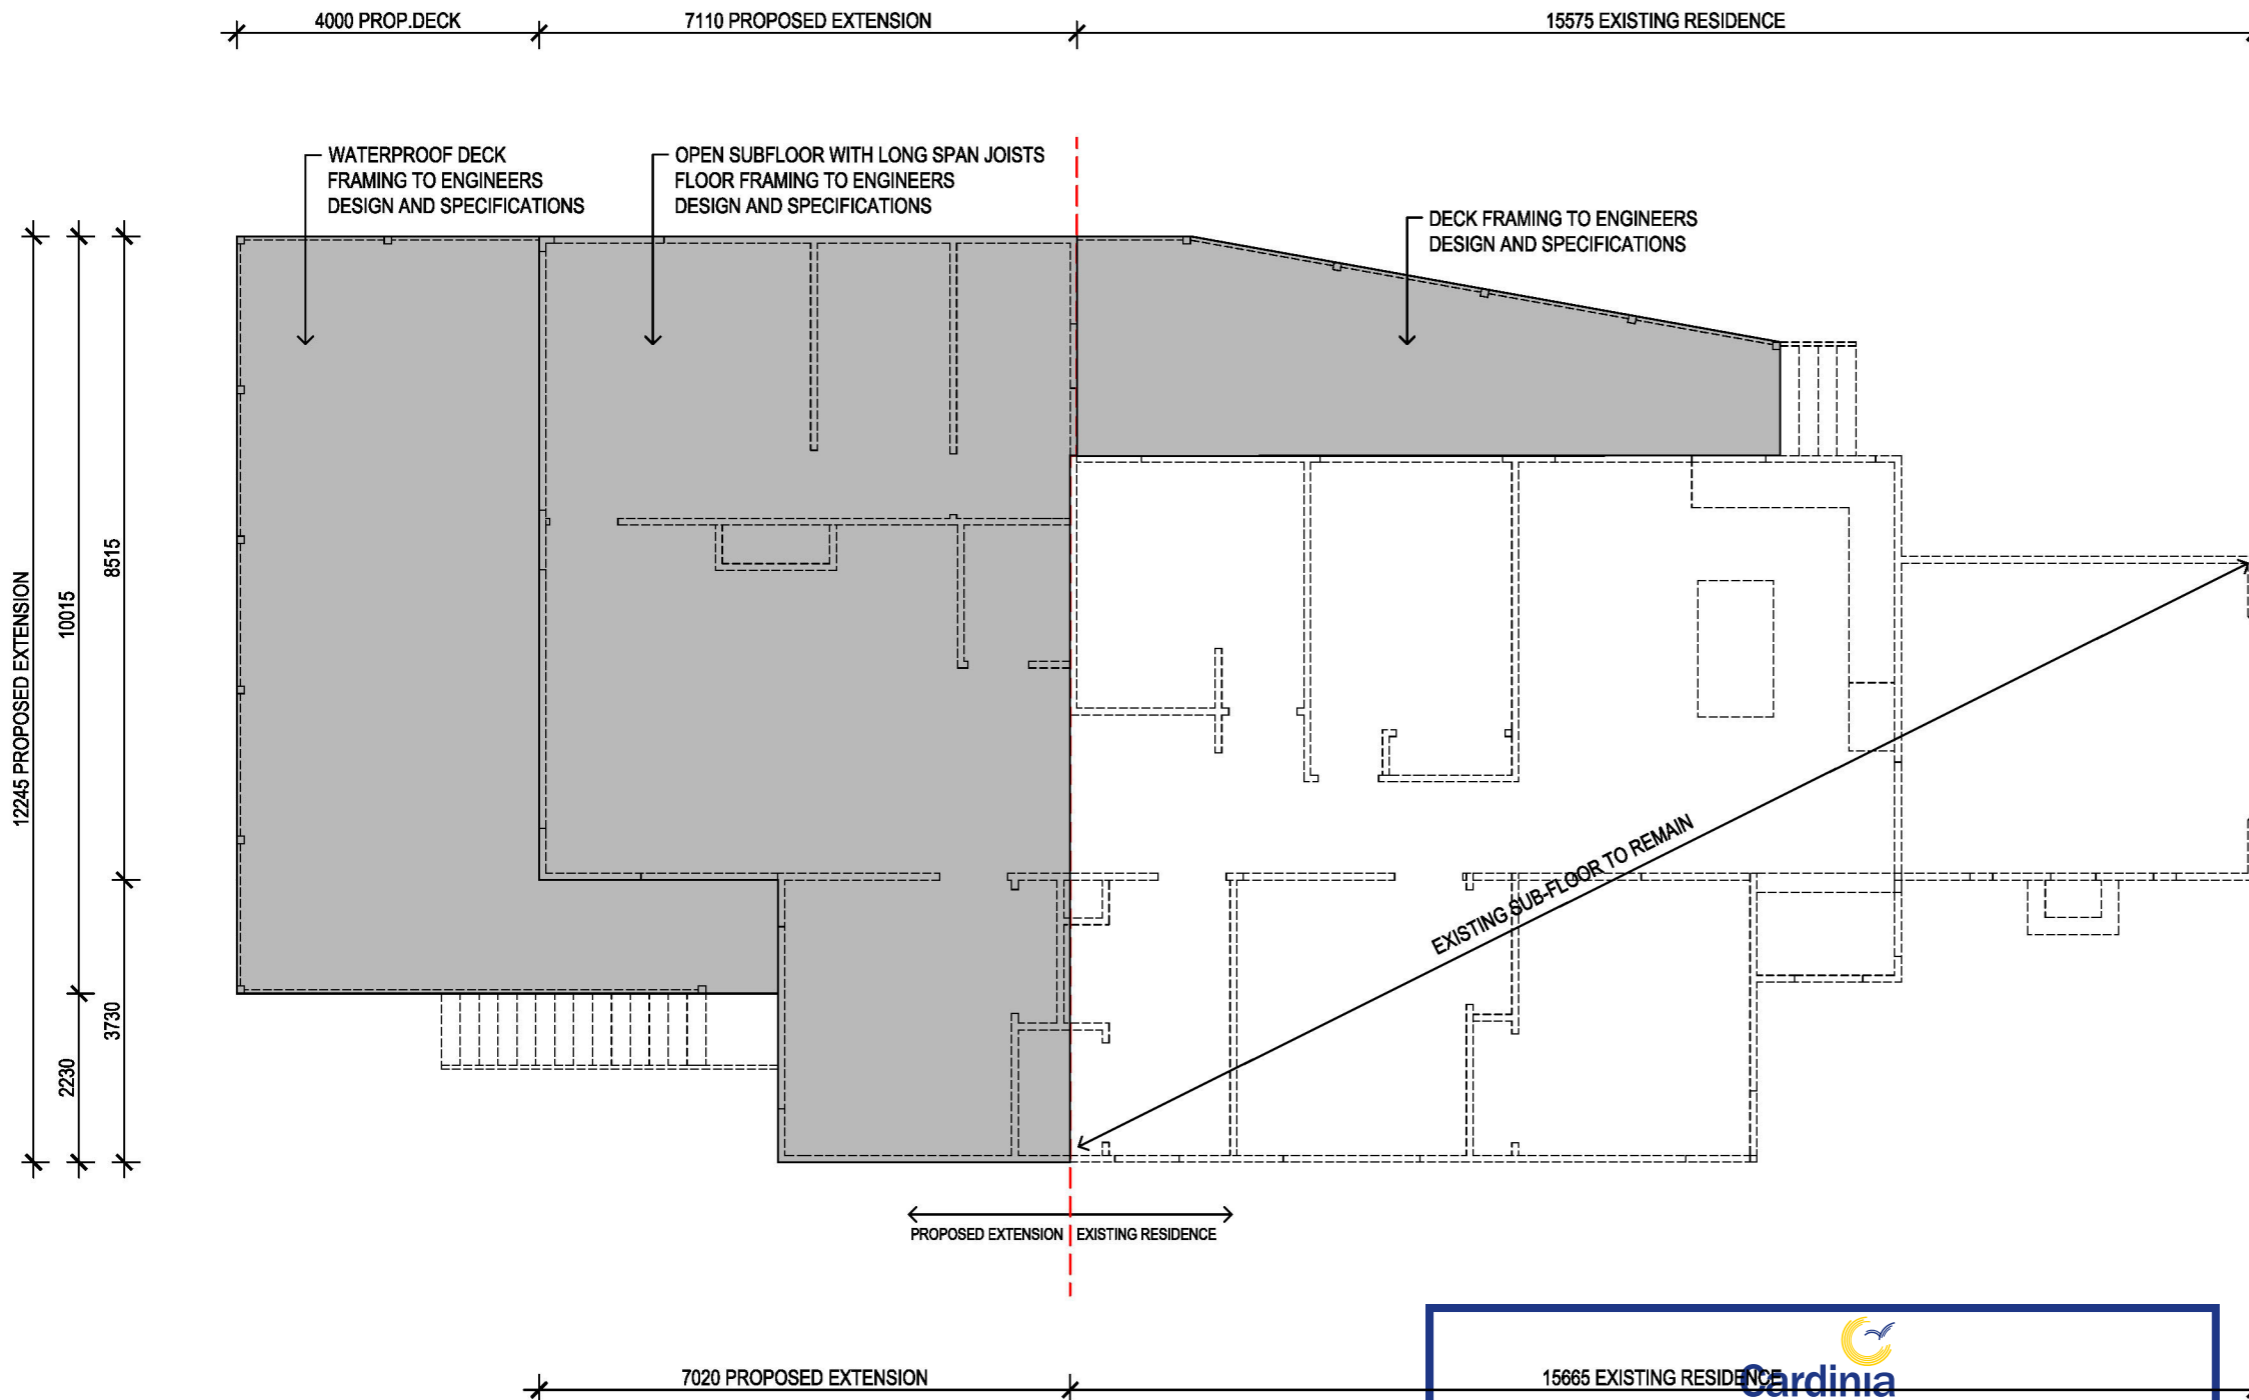 4000 PROP.DECK
7110 PROPOSED EXTENSION
15575 EXISTING RESIDENCE
WATERPROOF DECK
FRAMING TO ENGINEERS
DESIGN AND SPECIFICATIONS
OPEN SUBFLOOR WITH LONG SPAN JOISTS
FLOOR FRAMING TO ENGINEERS
DESIGN AND SPECIFICATIONS
DECK FRAMING TO ENGINEERS
DESIGN AND SPECIFICATIONS
12245 PROPOSED EXTENSION
10015
8515
2230
3730
EXISTING SUB-FLOOR TO REMAIN
PROPOSED EXTENSION
EXISTING RESIDENCE
7020 PROPOSED EXTENSION
15665 EXISTING RESIDENCE
Cardinia